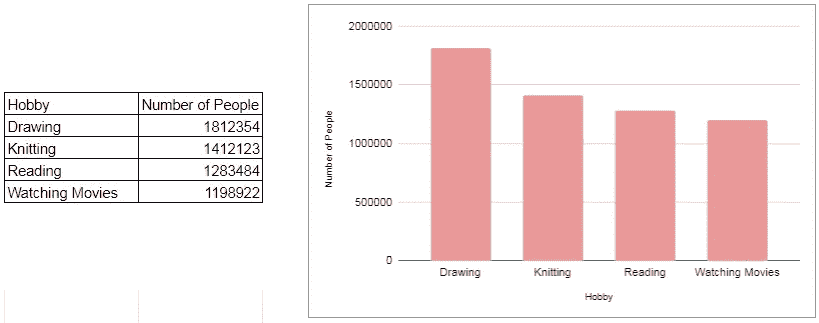 Hobby Number of People
Drawing 1812354
Knitting 1412123
Reading 1283484
Watching Movies 1198922
2000000
1500000
1000000
500000
0
Number of People
Drawing Knitting Reading Watching Movies
Hobby